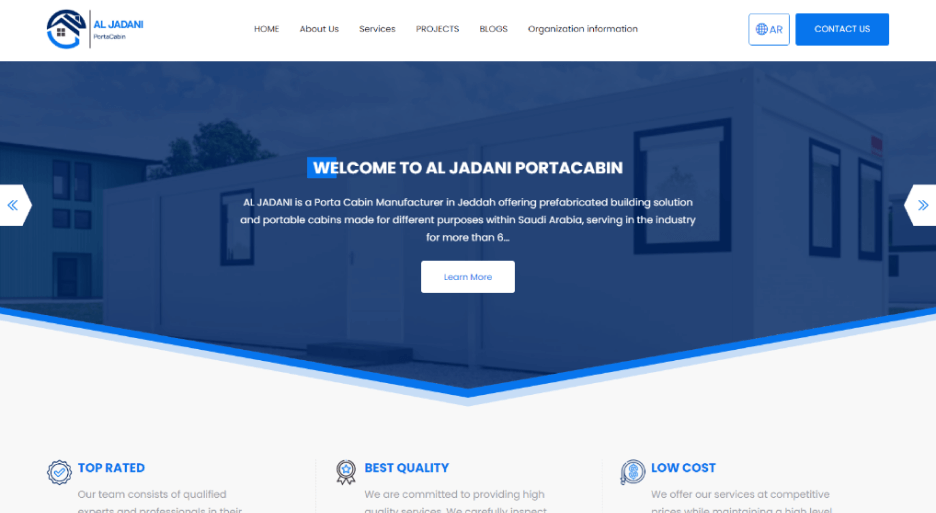 AL JADANI
PortaCabin
HOME About Us Services PROJECTS BLOGS Organization information
AR
CONTACT US
WELCOME TO AL JADANI PORTACABIN
AL JADANI is a Porta Cabin Manufacturer in Jeddah offering prefabricated building solution
and portable cabins made for different purposes within Saudi Arabia, serving in the industry
for more than 6...
Learn More
TOP RATED
Our team consists of qualified
experts and professionals in their
BEST QUALITY
We are committed to providing high
quality services. We carefully inspect
LOW COST
We offer our services at competitive
prices while maintaining a high level